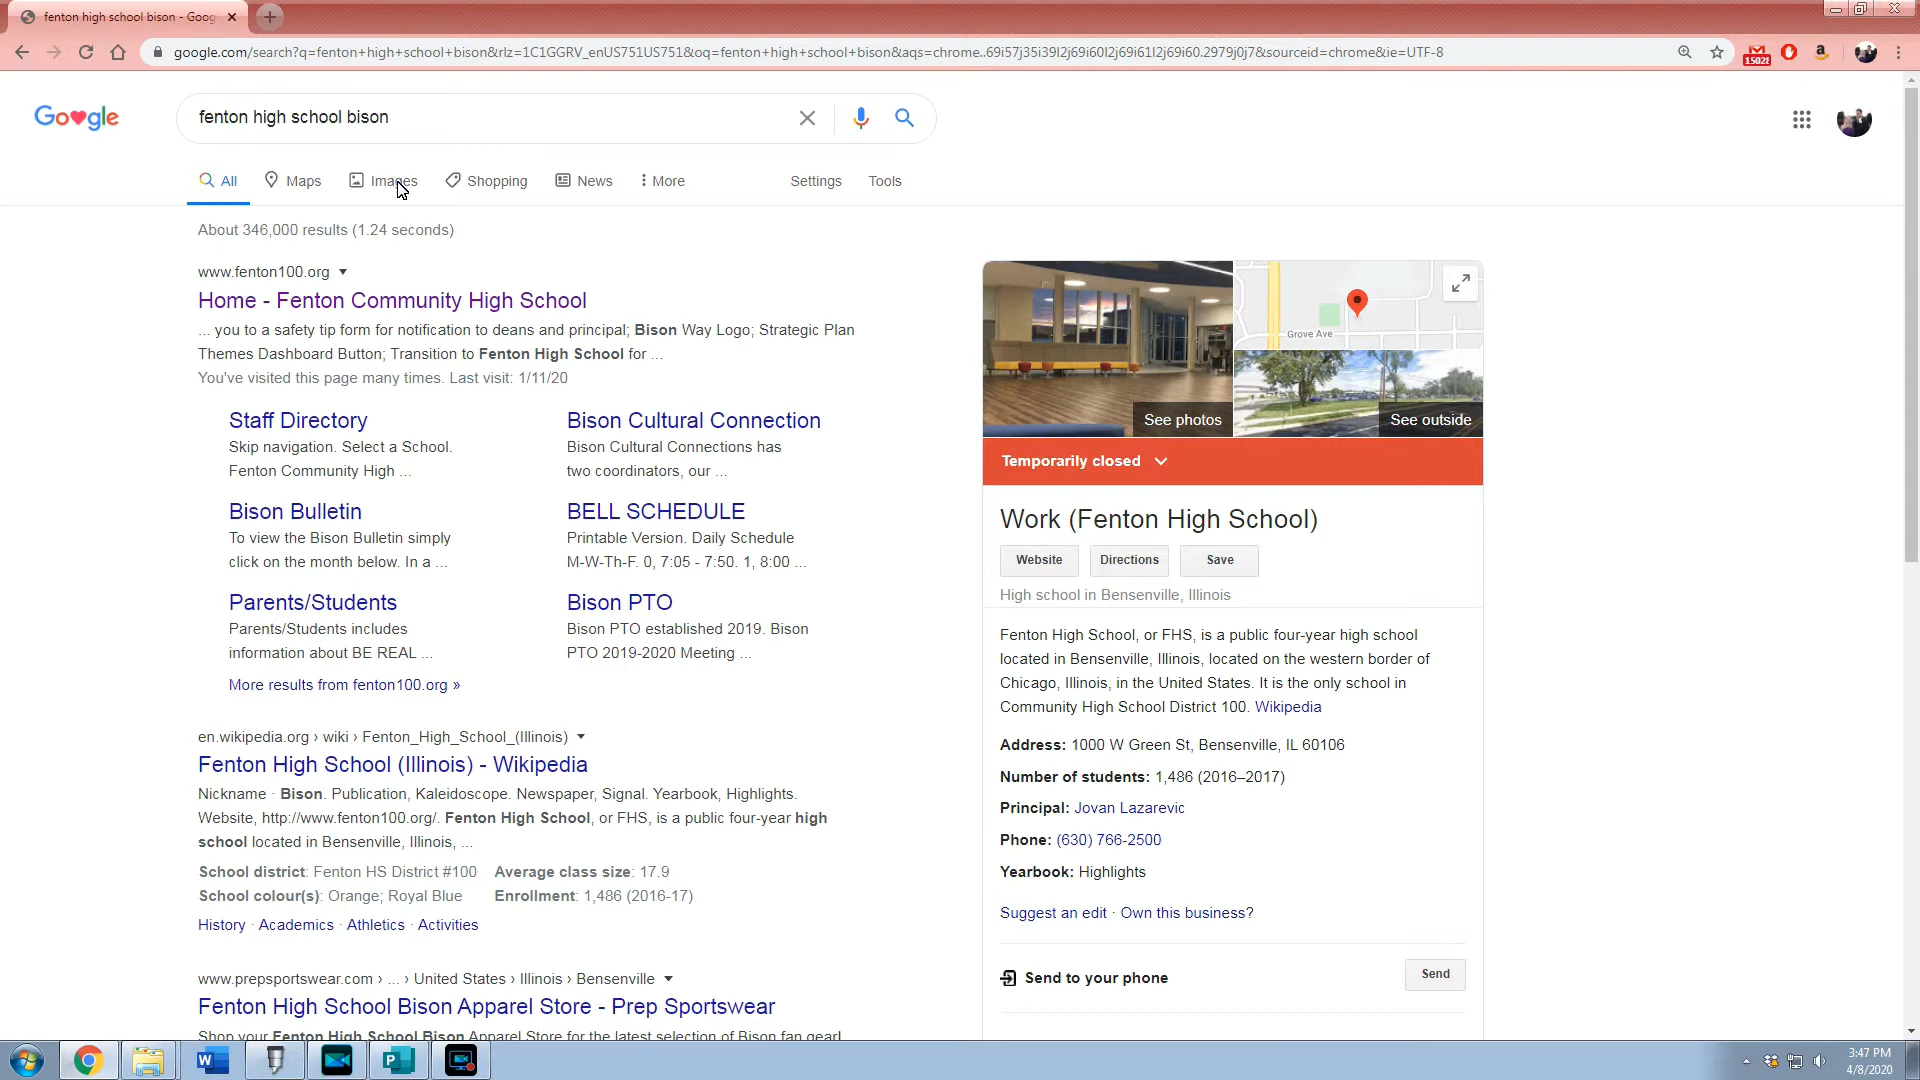 fenton high school bison - Goog
google.com/search?q=fenton+high+school+bison&rlz=1C1GGRV_enUS751US751&oq=fenton+high+school+bison&aqs=chrome..69i57j35i39l2j69i60l2j69i61l2j69i60.2979j0j7&sourceid=chrome&ie=UTF-8
15028
Google
fenton high school bison
All Maps Images Shopping News More Settings Tools
About 346,000 results (1.24 seconds)
www.fenton100.org
Home - Fenton Community High School
... you to a safety tip form for notification to deans and principal; Bison Way Logo; Strategic Plan
Themes Dashboard Button; Transition to Fenton High School for ...
You've visited this page many times. Last visit: 1/11/20
Staff Directory
Skip navigation. Select a School.
Fenton Community High ...
Bison Cultural Connection
Bison Cultural Connections has
two coordinators, our ...
Bison Bulletin
To view the Bison Bulletin simply
click on the month below. In a ...
BELL SCHEDULE
Printable Version. Daily Schedule
M-W-Th-F. 0, 7:05 - 7:50. 1, 8:00 ...
Parents/Students
Parents/Students includes
information about BE REAL ...
Bison PTO
Bison PTO established 2019. Bison
PTO 2019-2020 Meeting ...
More results from fenton100.org »
en.wikipedia.org › wiki › Fenton_High_School_(Illinois)
Fenton High School (Illinois) - Wikipedia
Nickname · Bison. Publication, Kaleidoscope. Newspaper, Signal. Yearbook, Highlights.
Website, http://www.fenton100.org/. Fenton High School, or FHS, is a public four-year high
school located in Bensenville, Illinois, ...
School district: Fenton HS District #100 Average class size: 17.9
School colour(s): Orange; Royal Blue Enrollment: 1,486 (2016-17)
History · Academics · Athletics · Activities
www.prepsportswear.com › ... › United States › Illinois › Bensenville
Fenton High School Bison Apparel Store - Prep Sportswear
Shop your Fenton High School Bison Apparel Store for the latest selection of Bison fan gear!
Grove Ave
See photos
See outside
Temporarily closed
Work (Fenton High School)
Website Directions Save
High school in Bensenville, Illinois
Fenton High School, or FHS, is a public four-year high school
located in Bensenville, Illinois, located on the western border of
Chicago, Illinois, in the United States. It is the only school in
Community High School District 100. Wikipedia
Address: 1000 W Green St, Bensenville, IL 60106
Number of students: 1,486 (2016–2017)
Principal: Jovan Lazarevic
Phone: (630) 766-2500
Yearbook: Highlights
Suggest an edit · Own this business?
Send to your phone
Send
3:47 PM
4/8/2020